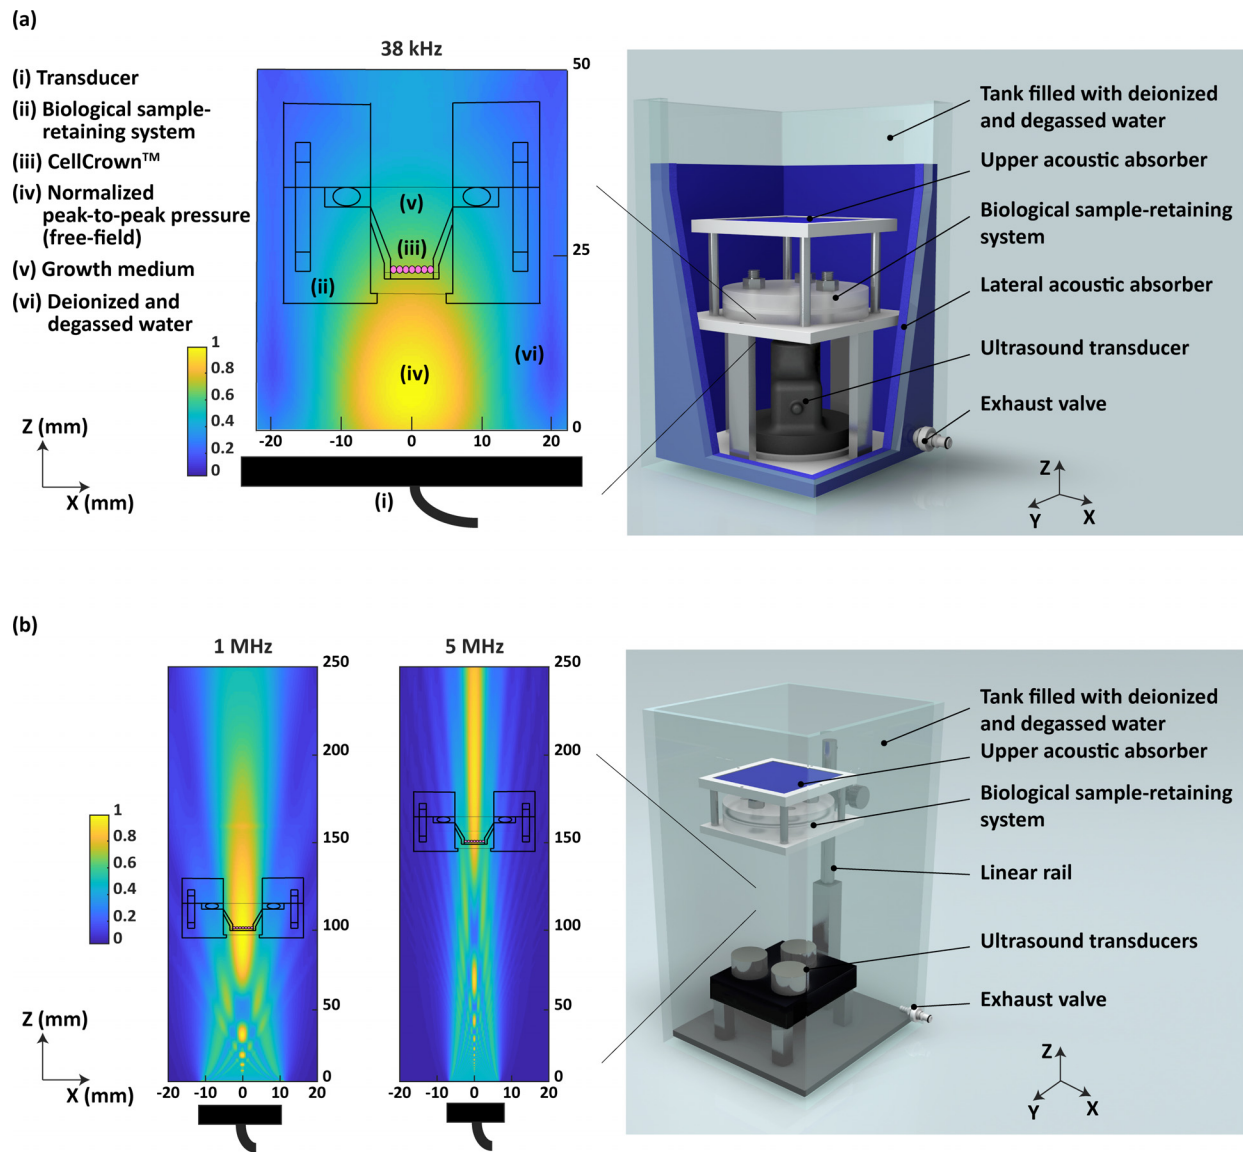 (a)
38 kHz
(i) Transducer
(ii) Biological sample-
retaining system
(iii) CellCrown™
(iv) Normalized
peak-to-peak pressure
(free-field)
(v) Growth medium
(vi) Deionized and
degassed water
1
0.8
0.6
0.4
0.2
0
Z (mm)
X (mm)
50
25
0
(v)
(iii)
(ii)
(vi)
(iv)
-20 -10 0 10 20
(i)
Tank filled with deionized
and degassed water
Upper acoustic absorber
Biological sample-retaining
system
Lateral acoustic absorber
Ultrasound transducer
Exhaust valve
Z
Y
X
(b)
1 MHz
5 MHz
250
200
150
100
50
0
250
200
150
100
50
0
1
0.8
0.6
0.4
0.2
0
Z (mm)
X (mm)
-20 -10 0 10 20
-20 -10 0 10 20
Tank filled with deionized
and degassed water
Upper acoustic absorber
Biological sample-retaining
system
Linear rail
Ultrasound transducers
Exhaust valve
Z
Y
X